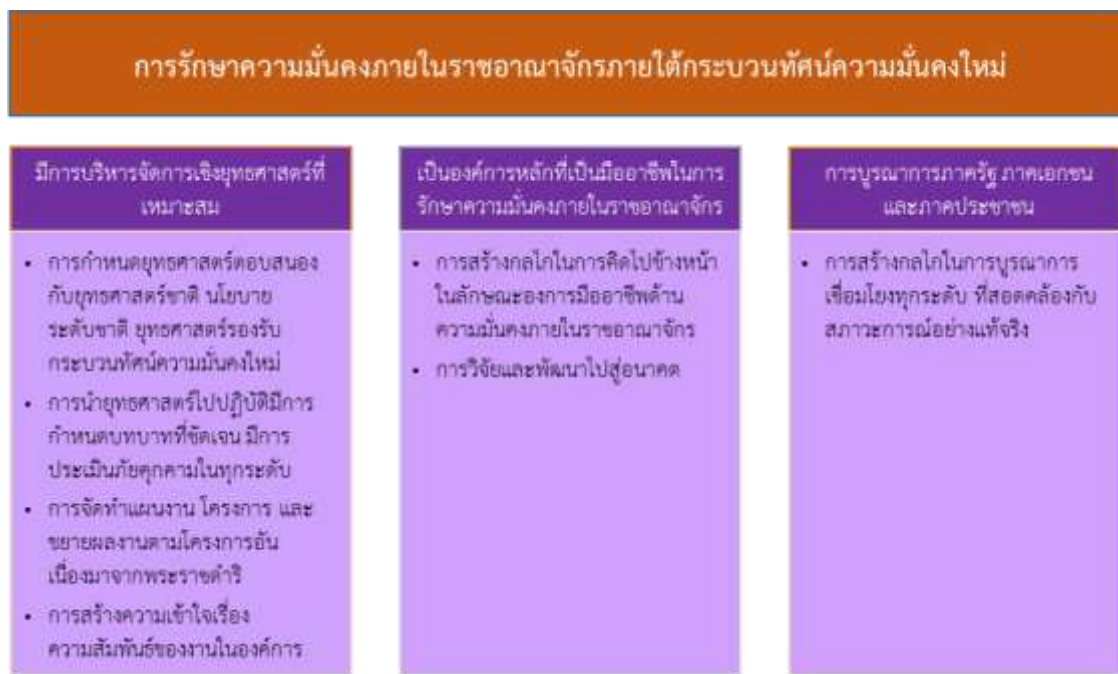 การรักษาความมั่นคงภายในราชอาณาจักรภายใต้กระบวนทัศน์ความมั่นคงใหม่
มีการบริหารจัดการเชิงยุทธศาสตร์ที่
เหมาะสม
• การกำหนดยุทธศาสตร์ตอบสนอง
กับยุทธศาสตร์ชาติ นโยบาย
ระดับชาติ ยุทธศาสตร์รองรับ
กระบวนทัศน์ความมั่นคงใหม่
• การนำยุทธศาสตร์ไปปฏิบัติมีการ
กำหนดบทบาทที่ชัดเจน มีการ
ประเมินภัยคุกคามในทุกระดับ
• การจัดทำแผนงาน โครงการ และ
ขยายผลงานตามโครงการอัน
เนื่องมาจากพระราชดำริ
• การสร้างความเข้าใจเรื่อง
ความสัมพันธ์ของงานในองค์การ
เป็นองค์การหลักที่เป็นมืออาชีพในการ
รักษาความมั่นคงภายในราชอาณาจักร
• การสร้างกลไกในการคิดไปข้างหน้า
ในลักษณะองการมืออาชีพด้าน
ความมั่นคงภายในราชอาณาจักร
• การวิจัยและพัฒนาไปสู่อนาคต
การบูรณาการภาครัฐ ภาคเอกชน
และภาคประชาชน
• การสร้างกลไกในการบูรณาการ
เชื่อมโยงทุกระดับ ที่สอดคล้องกับ
สภาวะการณ์อย่างแท้จริง